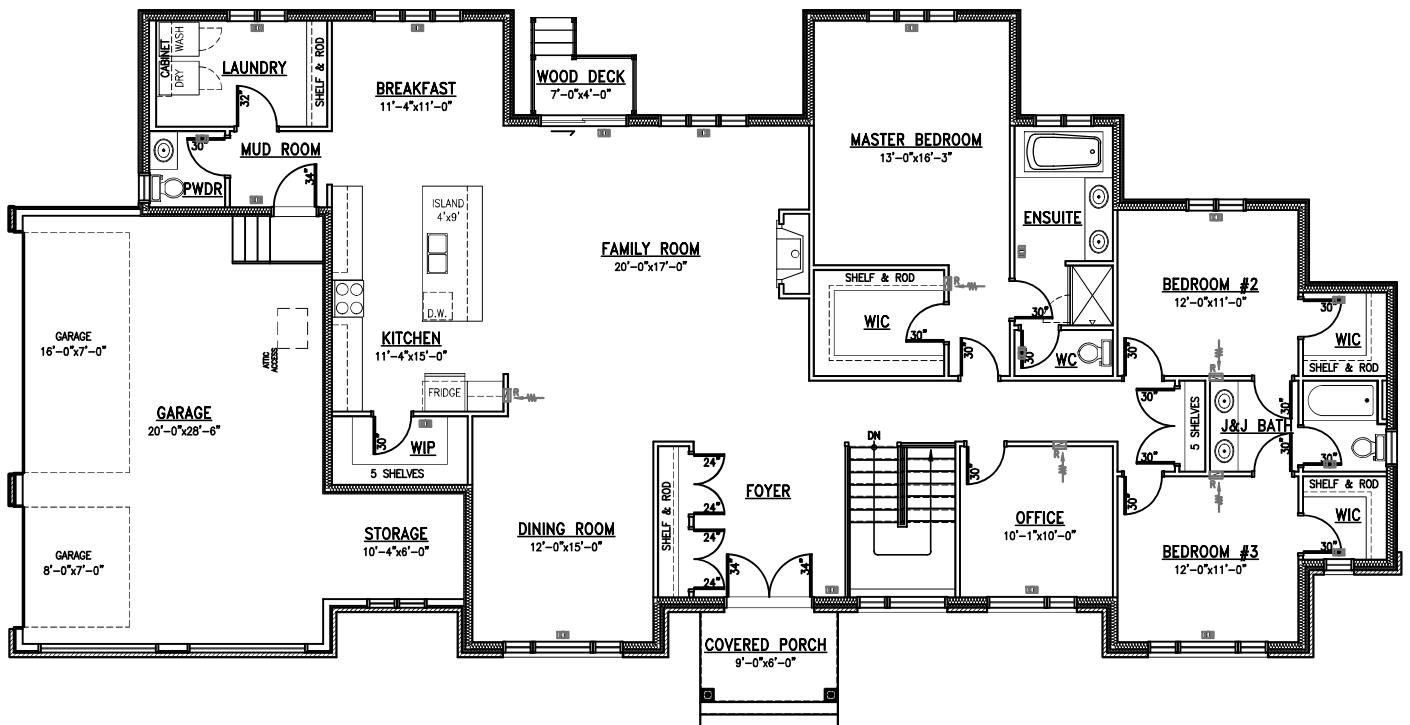 CABINET
WASH
DRY
LAUNDRY
SHELF & ROD
32"
BREAKFAST
11'-4"x11'-0"
WOOD DECK
7'-0"x4'-0"
MASTER BEDROOM
13'-0"x16'-3"
30"
MUD ROOM
PWDR
34"
ISLAND
4'x9'
D.W.
FAMILY ROOM
20'-0"x17'-0"
ENSUITE
SHELF & ROD
R
WIC
30"
30"
30"
30"
WC
BEDROOM #2
12'-0"x11'-0"
30"
30"
WIC
SHELF & ROD
GARAGE
16'-0"x7'-0"
ATTIC
ACCESS
KITCHEN
11'-4"x15'-0"
FRIDGE
R
GARAGE
20'-0"x28'-6"
30"
WIP
5 SHELVES
30"
30"
5 SHELVES
R
J&J BATH
30"
30"
30"
R
DN
SHELF & ROD
24"
24"
24"
24"
FOYER
30"
R
OFFICE
10'-1"x10'-0"
30"
SHELF & ROD
WIC
30"
BEDROOM #3
12'-0"x11'-0"
STORAGE
10'-4"x6'-0"
DINING ROOM
12'-0"x15'-0"
GARAGE
8'-0"x7'-0"
34"
34"
COVERED PORCH
9'-0"x6'-0"